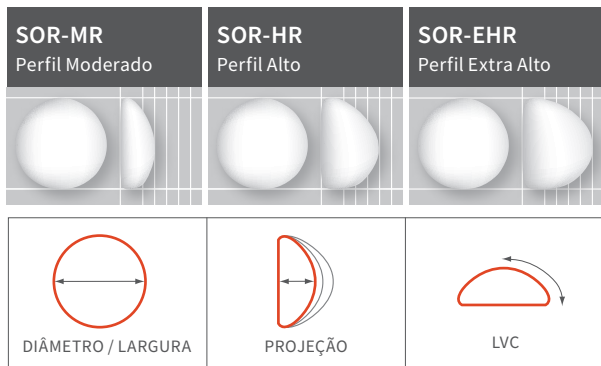 SOR-MR
Perfil Moderado
SOR-HR
Perfil Alto
SOR-EHR
Perfil Extra Alto
DIÂMETRO / LARGURA
PROJEÇÃO
LVC